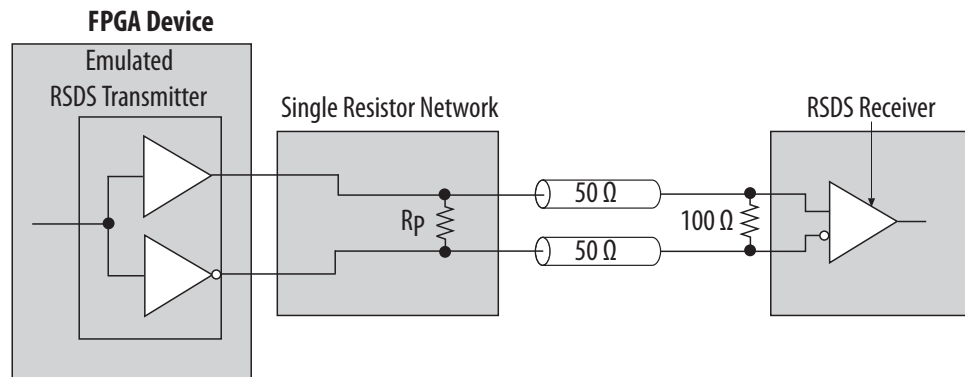 FPGA Device
Emulated
RSDS Transmitter
Single Resistor Network
RSDS Receiver
50 Ω
RP
100 Ω
50 Ω